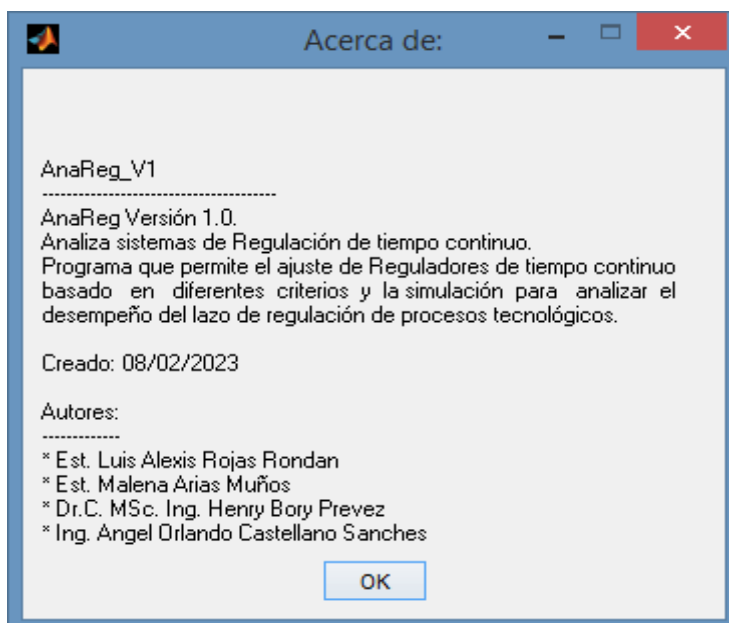 Acerca de:
AnaReg_V1
---------------------------------------
AnaReg Versión 1.0.
Analiza sistemas de Regulación de tiempo continuo.
Programa que permite el ajuste de Reguladores de tiempo continuo
basado en diferentes criterios y la simulación para analizar el
desempeño del lazo de regulación de procesos tecnológicos.
Creado: 08/02/2023
Autores:
-------------
* Est. Luis Alexis Rojas Rondan
* Est. Malena Arias Muños
* Dr.C. MSc. Ing. Henry Bory Prevez
* Ing. Angel Orlando Castellano Sanches
OK